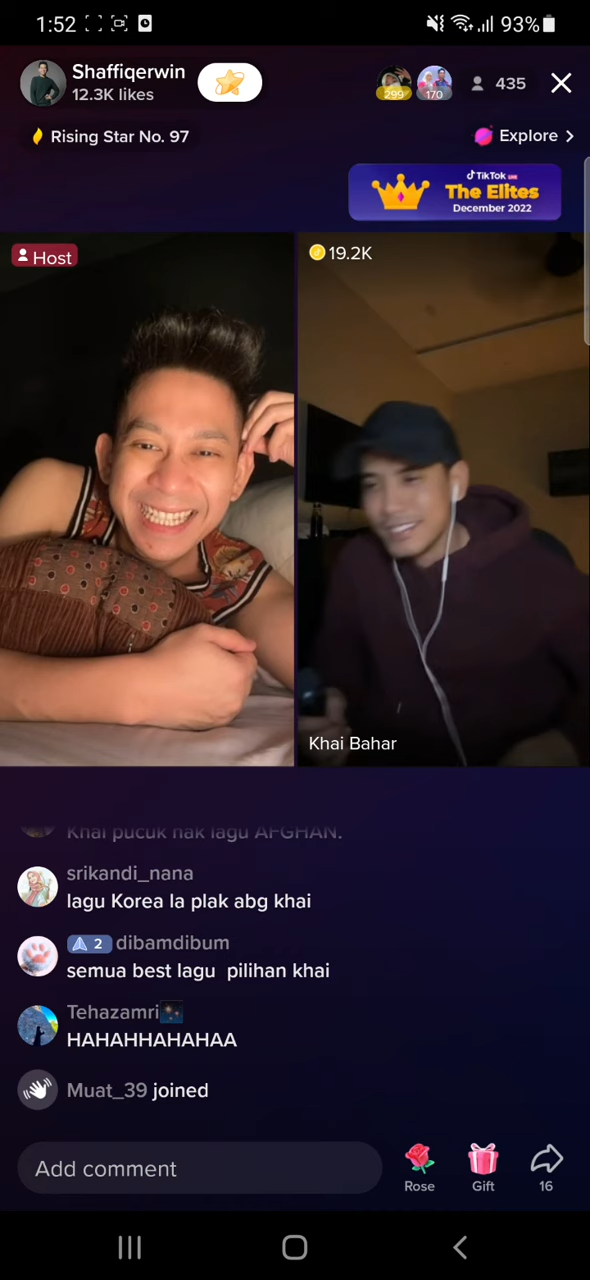 1:52
93%
Shaffiqerwin
12.3K likes
299
170
435
Rising Star No. 97
Explore
TikTok LIVE
The Elites
December 2022
Host
19.2K
Khai Bahar
Khai pucuk nak lagu AFGHAN.
srikandi_nana
lagu Korea la plak abg khai
2 dibamdibum
semua best lagu pilihan khai
Tehazamri
HAHAHHAHAHAA
Muat_39 joined
Add comment
Rose
Gift
16